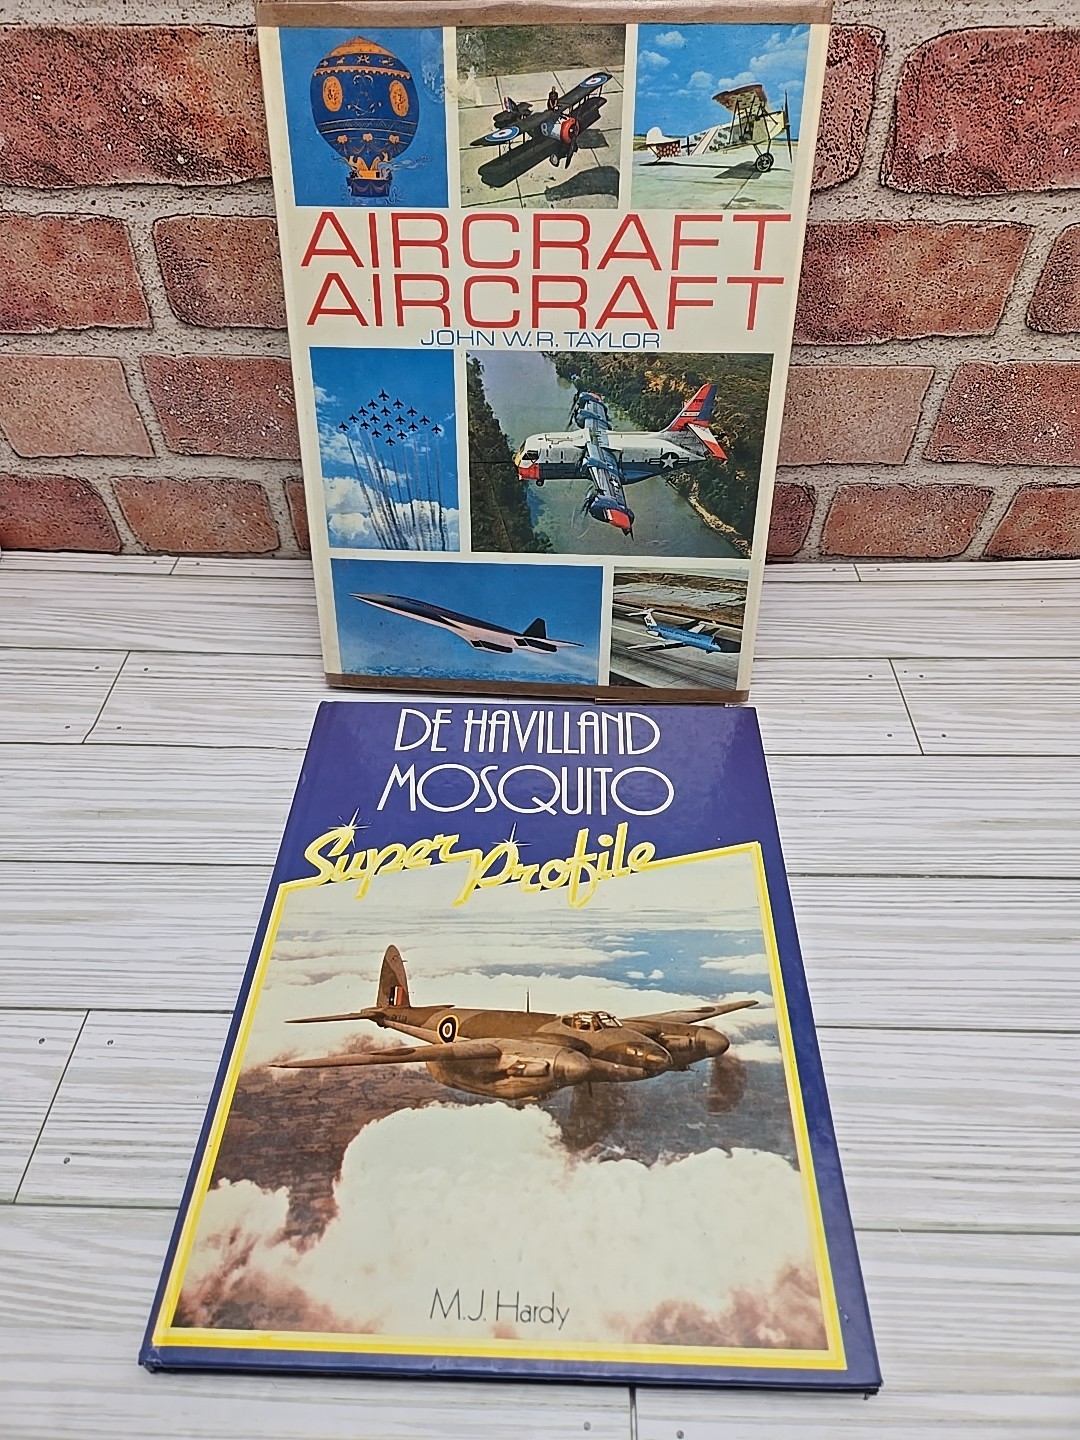 AIRCRAFT
AIRCRAFT
JOHN W.R. TAYLOR
DE HAVILLAND
MOSQUITO
Super Profile
M.J. Hardy